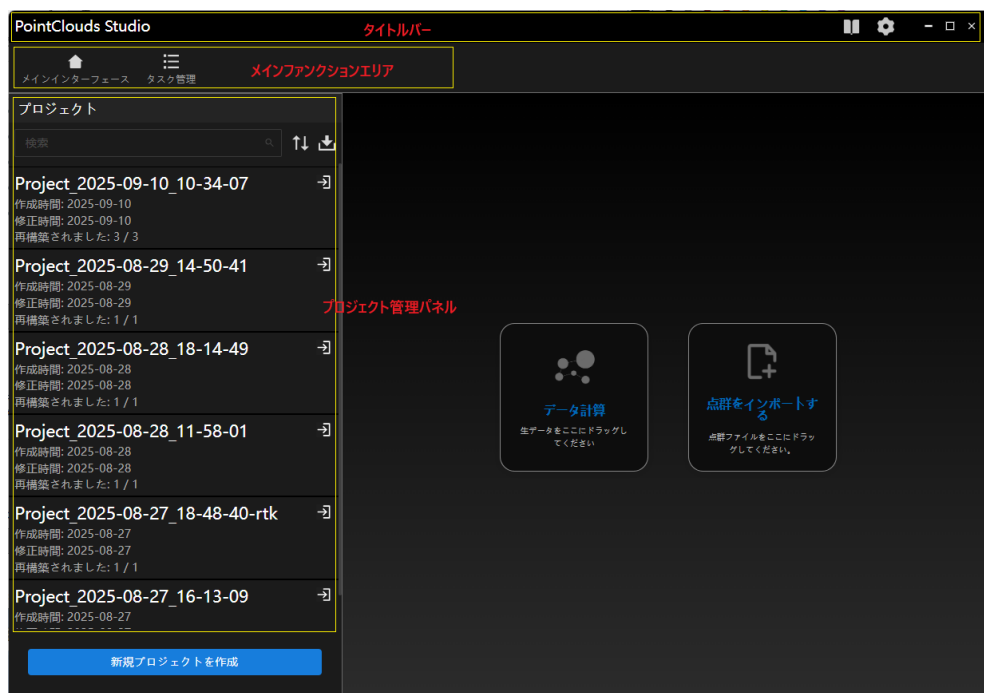 PointClouds Studio
タイトルバー
メインインターフェース
タスク管理
メインファンクションエリア
プロジェクト
検索
Project_2025-09-10_10-34-07
作成時間: 2025-09-10
修正時間: 2025-09-10
再構築されました: 3 / 3
Project_2025-08-29_14-50-41
作成時間: 2025-08-29
修正時間: 2025-08-29
再構築されました: 1 / 1
プロジェクト管理パネル
Project_2025-08-28_18-14-49
作成時間: 2025-08-28
修正時間: 2025-08-28
再構築されました: 1 / 1
Project_2025-08-28_11-58-01
作成時間: 2025-08-28
修正時間: 2025-08-28
再構築されました: 1 / 1
Project_2025-08-27_18-48-40-rtk
作成時間: 2025-08-27
修正時間: 2025-08-27
再構築されました: 1 / 1
Project_2025-08-27_16-13-09
作成時間: 2025-08-27
新規プロジェクトを作成
データ計算
生データをここにドラッグし
てください
点群をインポートす
る
点群ファイルをここにドラッ
グしてください。